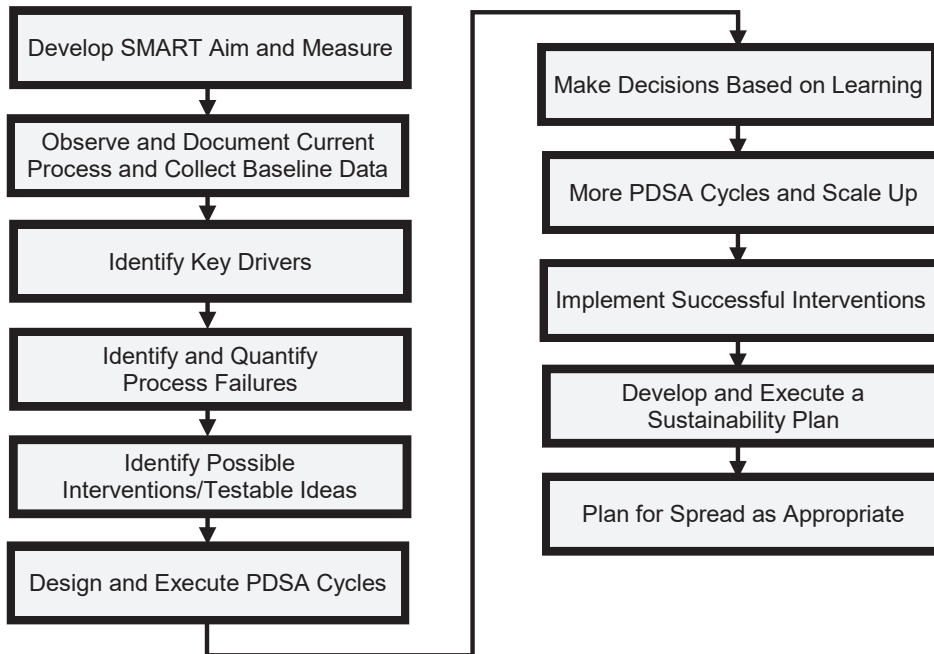 Develop SMART Aim and Measure
Observe and Document Current
Process and Collect Baseline Data
Identify Key Drivers
Identify and Quantify
Process Failures
Identify Possible
Interventions/Testable Ideas
Design and Execute PDSA Cycles
Make Decisions Based on Learning
More PDSA Cycles and Scale Up
Implement Successful Interventions
Develop and Execute a
Sustainability Plan
Plan for Spread as Appropriate